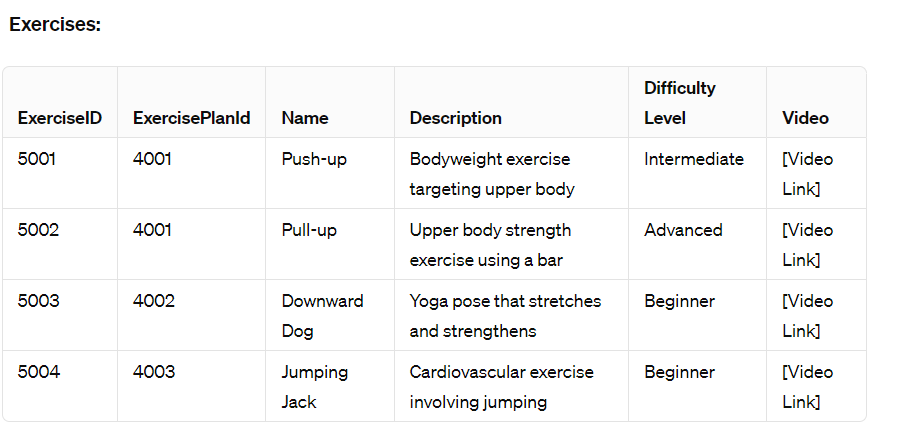 Exercises:
Difficulty
ExerciseID ExercisePlanId Name Description Level Video
5001 4001 Push-up Bodyweight exercise Intermediate [Video
targeting upper body Link]
5002 4001 Pull-up Upper body strength Advanced [Video
exercise using a bar Link]
5003 4002 Downward Yoga pose that stretches Beginner [Video
Dog and strengthens Link]
5004 4003 Jumping Cardiovascular exercise Beginner [Video
Jack involving jumping Link]